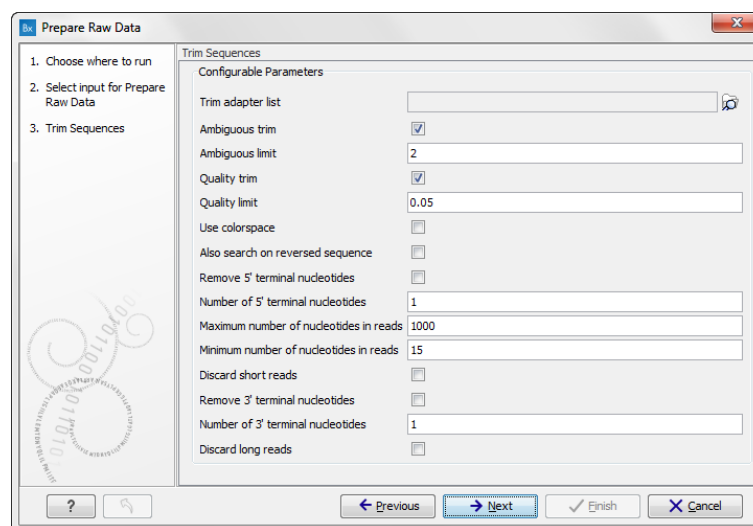 Bx Prepare Raw Data
1. Choose where to run
2. Select input for Prepare
Raw Data
3. Trim Sequences
Trim Sequences
Configurable Parameters
Trim adapter list
Ambiguous trim
Ambiguous limit 2
Quality trim
Quality limit 0.05
Use colorspace
Also search on reversed sequence
Remove 5' terminal nucleotides
Number of 5' terminal nucleotides 1
Maximum number of nucleotides in reads 1000
Minimum number of nucleotides in reads 15
Discard short reads
Remove 3' terminal nucleotides
Number of 3' terminal nucleotides 1
Discard long reads
? Previous Next Finish Cancel